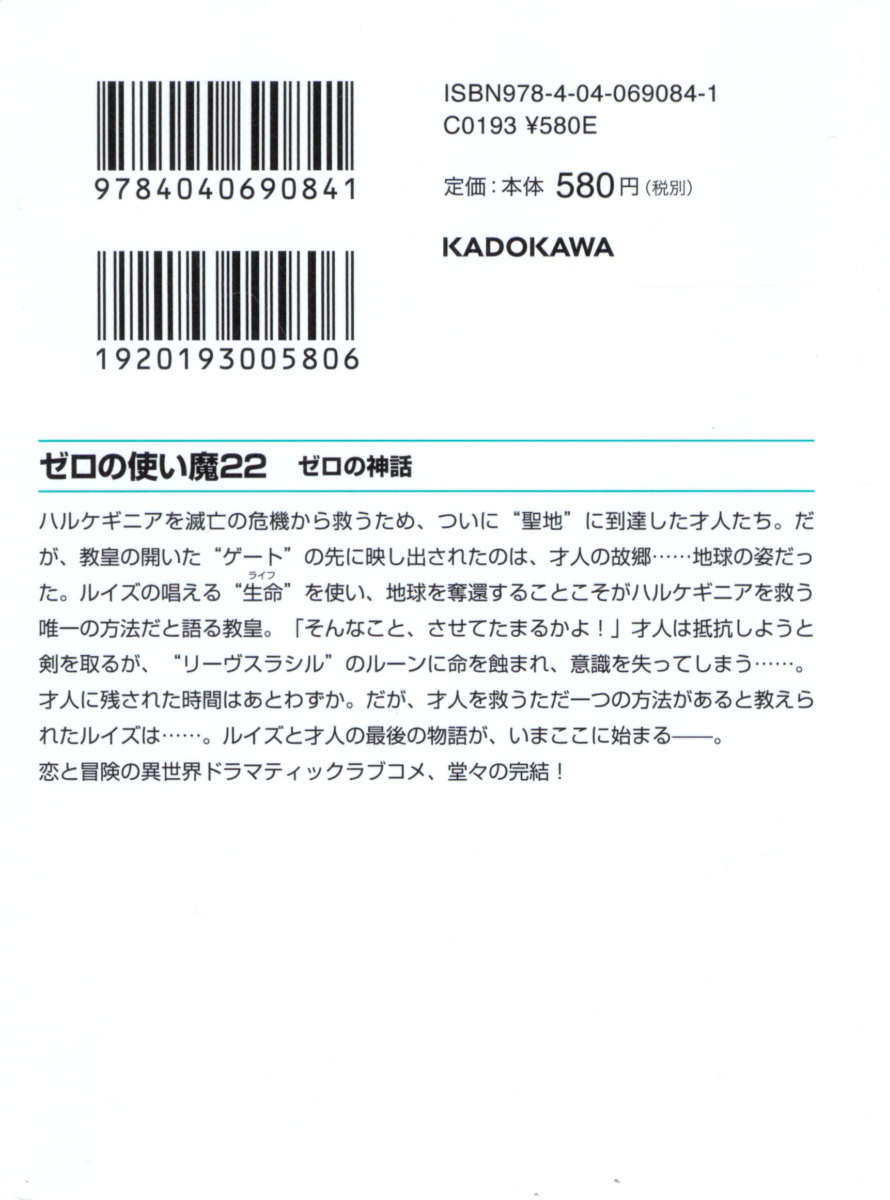 ISBN978-4-04-069084-1
C0193 ¥580E
9784040690841
定価：本体 580円（税別）
KADOKAWA
1920193005806
ゼロの使い魔22 ゼロの神話
ハルケギニアを滅亡の危機から救うため、ついに“聖地”に到達した才人たち。だ
が、教皇の開いた“ゲート”の先に映し出されたのは、才人の故郷……地球の姿だっ
ライフ
た。ルイズの唱える“生命”を使い、地球を奪還することこそがハルケギニアを救う
唯一の方法だと語る教皇。「そんなこと、させてたまるかよ！」才人は抵抗しようと
剣を取るが、“リーヴスラシル”のルーンに命を蝕まれ、意識を失ってしまう……。
才人に残された時間はあとわずか。だが、才人を救うただ一つの方法があると教えら
れたルイズは……。ルイズと才人の最後の物語が、いまここに始まる――。
恋と冒険の異世界ドラマティックラブコメ、堂々の完結！